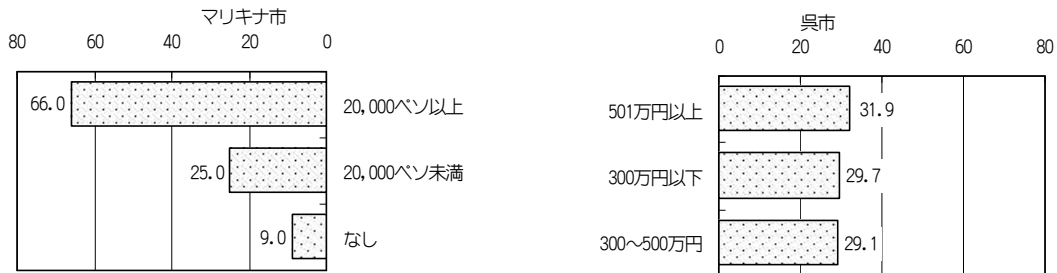 マリキナ市
80 60 40 20 0
66.0 20,000ペソ以上
25.0 20,000ペソ未満
9.0 なし
呉市
0 20 40 60 80
501万円以上 31.9
300万円以下 29.7
300～500万円 29.1